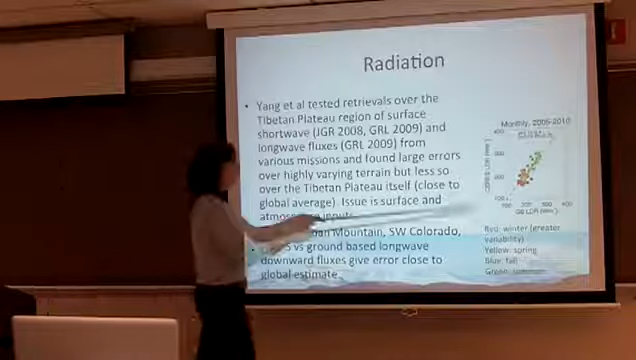 Radiation
• Yang et al tested retrievals over the
Tibetan Plateau region of surface
shortwave (JGR 2008, GRL 2009) and
longwave fluxes (GRL 2009) from
various missions and found large errors
over highly varying terrain but less so
over the Tibetan Plateau itself (close to
global average). Issue is surface and
inputs
Mountain, SW Colorado,
vs ground based longwave
downward fluxes give error close to
global estimate.
Monthly, 2005-2010
GB LDR
Red: winter (greater
variability)
Yellow: spring
Blue: fall
Green: summer